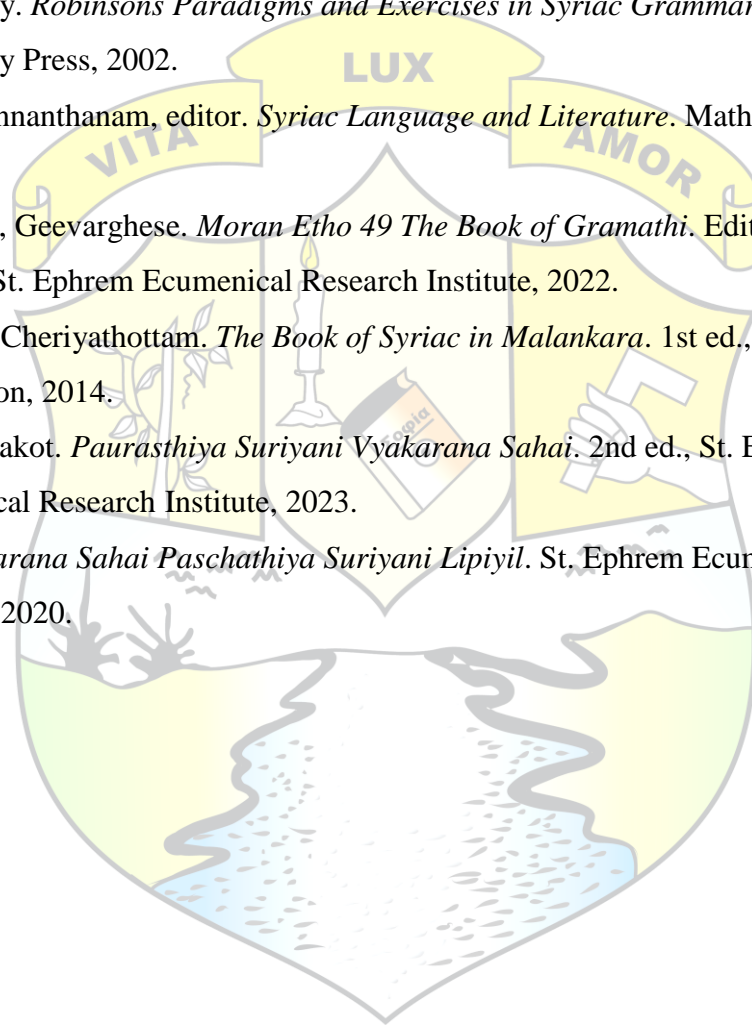 y. Robinsons Paradigms and Exercises in Syriac Grammar
y Press, 2002.
LUX
nnanthanam, editor. Syriac Language and Literature. Math
VITA
AMOR
, Geevarghese. Moran Etho 49 The Book of Gramathi. Edit
St. Ephrem Ecumenical Research Institute, 2022.
Cheriyathottam. The Book of Syriac in Malankara. 1st ed.,
on, 2014.
Σοφία
akot. Paurasthiya Suriyani Vyakarana Sahai. 2nd ed., St. E
cal Research Institute, 2023.
arana Sahai Paschathiya Suriyani Lipiyil. St. Ephrem Ecum
2020.